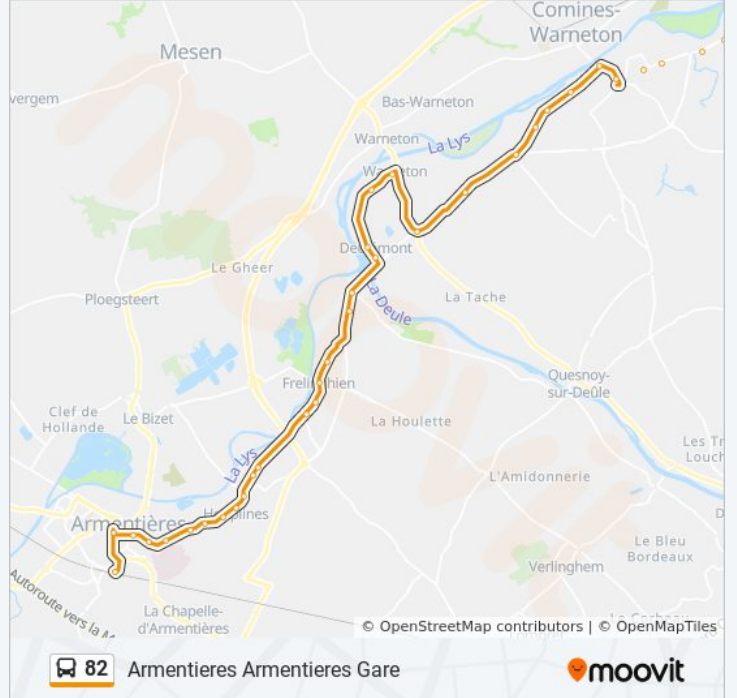 Comines-
Warneton
Mesen
vergem
Bas-Warneton
Warneton
La Lys
Warneton
Deûlémont
Le Gheer
La Deule
La Tache
Ploegsteert
Frelinghien
Quesnoy-
sur-Deûle
Clef de
Hollande
Le Bizet
La Houlette
Les Tr
Louch
La Lys
L'Amidonnerie
Armentières
Houplines
D
Le Bleu
Bordeaux
Verlinghem
Autoroute vers la M
La Chapelle-
d'Armentières
© OpenStreetMap contributors | © OpenMapTiles
82 Armentieres Armentieres Gare
moovit